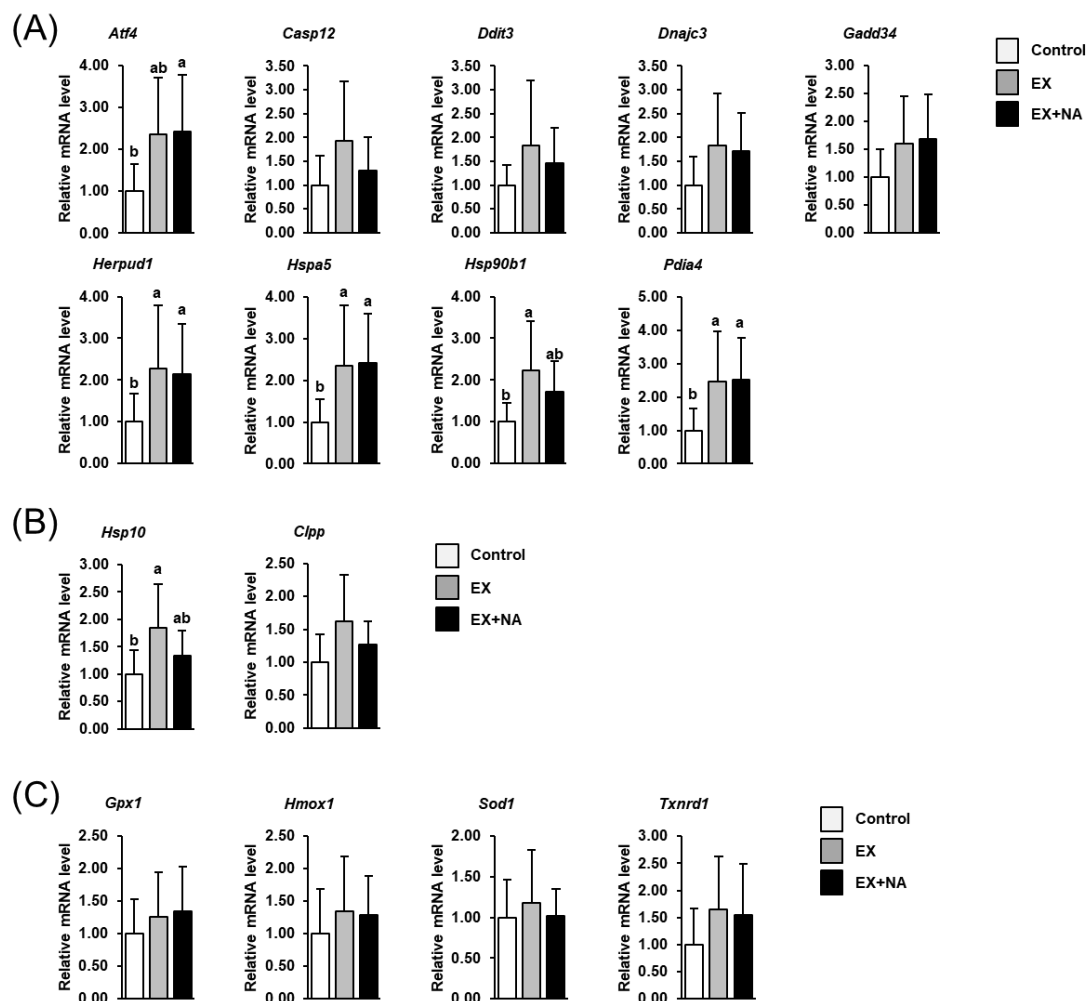 (A)
Atf4 Casp12 Ddit3 Dnajc3 Gadd34
Relative mRNA level 4.00 3.00 2.00 1.00 0.00 b ab a
Relative mRNA level 3.50 3.00 2.50 2.00 1.50 1.00 0.50 0.00
Relative mRNA level 3.50 3.00 2.50 2.00 1.50 1.00 0.50 0.00
Relative mRNA level 3.50 3.00 2.50 2.00 1.50 1.00 0.50 0.00
Relative mRNA level 3.00 2.50 2.00 1.50 1.00 0.50 0.00
Control
EX
EX+NA
Herpud1 Hspa5 Hsp90b1 Pdia4
Relative mRNA level 4.00 3.00 2.00 1.00 0.00 b a a
Relative mRNA level 4.00 3.00 2.00 1.00 0.00 b a a
Relative mRNA level 4.00 3.00 2.00 1.00 0.00 b a ab
Relative mRNA level 5.00 4.00 3.00 2.00 1.00 0.00 b a a
(B)
Hsp10 Clpp
Relative mRNA level 3.00 2.50 2.00 1.50 1.00 0.50 0.00 b a ab
Relative mRNA level 2.50 2.00 1.50 1.00 0.50 0.00
Control
EX
EX+NA
(C)
Gpx1 Hmox1 Sod1 Txnrd1
Relative mRNA level 2.50 2.00 1.50 1.00 0.50 0.00
Relative mRNA level 2.50 2.00 1.50 1.00 0.50 0.00
Relative mRNA level 2.00 1.50 1.00 0.50 0.00
Relative mRNA level 3.00 2.50 2.00 1.50 1.00 0.50 0.00
Control
EX
EX+NA